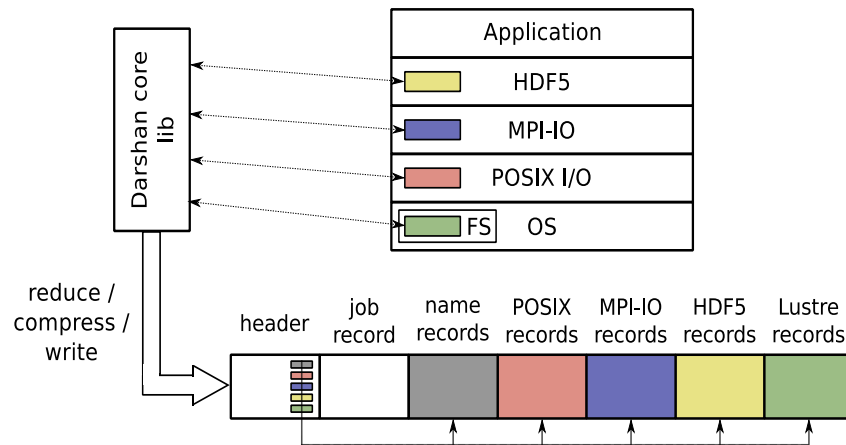 Darshan core
lib
Application
HDF5
MPI-IO
POSIX I/O
FS
OS
reduce /
compress /
write
header
job
record
name
records
POSIX
records
MPI-IO
records
HDF5
records
Lustre
records